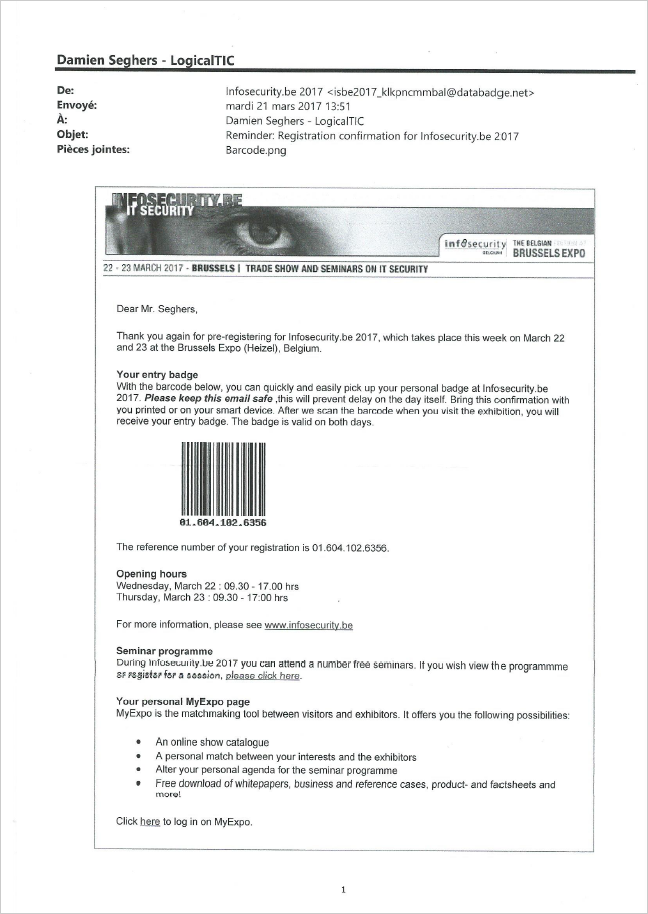 Damien Seghers - LogicalTIC
De: Infosecurity.be 2017 <isbe2017_klkpncmmbal@databadge.net>
Envoyé: mardi 21 mars 2017 13:51
À: Damien Seghers - LogicalTIC
Objet: Reminder: Registration confirmation for Infosecurity.be 2017
Pièces jointes: Barcode.png
INFOSECURITY.BE
IT SECURITY
infosecurity
BELGIUM
THE BELGIAN
BRUSSELS EXPO
22 - 23 MARCH 2017 - BRUSSELS | TRADE SHOW AND SEMINARS ON IT SECURITY
Dear Mr. Seghers,
Thank you again for pre-registering for Infosecurity.be 2017, which takes place this week on March 22
and 23 at the Brussels Expo (Heizel), Belgium.
Your entry badge
With the barcode below, you can quickly and easily pick up your personal badge at Infosecurity.be
2017. Please keep this email safe ,this will prevent delay on the day itself. Bring this confirmation with
you printed or on your smart device. After we scan the barcode when you visit the exhibition, you will
receive your entry badge. The badge is valid on both days.
01.604.102.6356
The reference number of your registration is 01.604.102.6356.
Opening hours
Wednesday, March 22 : 09.30 - 17.00 hrs
Thursday, March 23 : 09.30 - 17:00 hrs
For more information, please see www.infosecurity.be
Seminar programme
During Infosecurity.be 2017 you can attend a number free seminars. If you wish view the programmme
or register for a session, please click here.
Your personal MyExpo page
MyExpo is the matchmaking tool between visitors and exhibitors. It offers you the following possibilities:
• An online show catalogue
• A personal match between your interests and the exhibitors
• Alter your personal agenda for the seminar programme
• Free download of whitepapers, business and reference cases, product- and factsheets and
more!
Click here to log in on MyExpo.
1